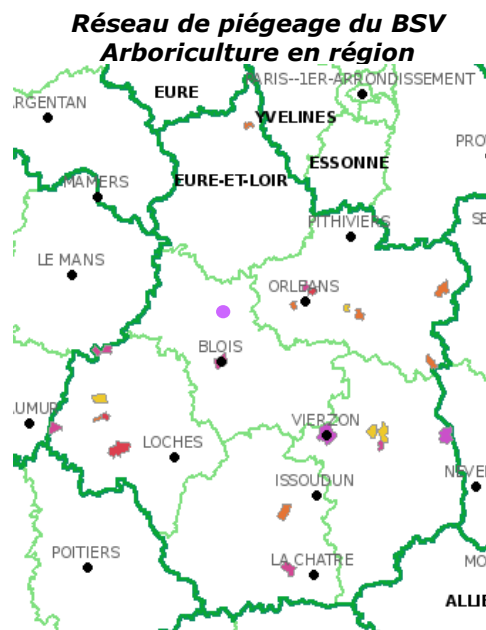 Réseau de piégeage du BSV
Arboriculture en région
PARIS--1ER-ARRONDISSEMENT
EURE
ARGENTAN
YVELINES
ESSONNE
EURE-ET-LOIR
MAMERS
PITHIVIERS
LE MANS
ORLEANS
BLOIS
VIERZON
LOCHES
ISSOUDUN
POITIERS
LA CHATRE